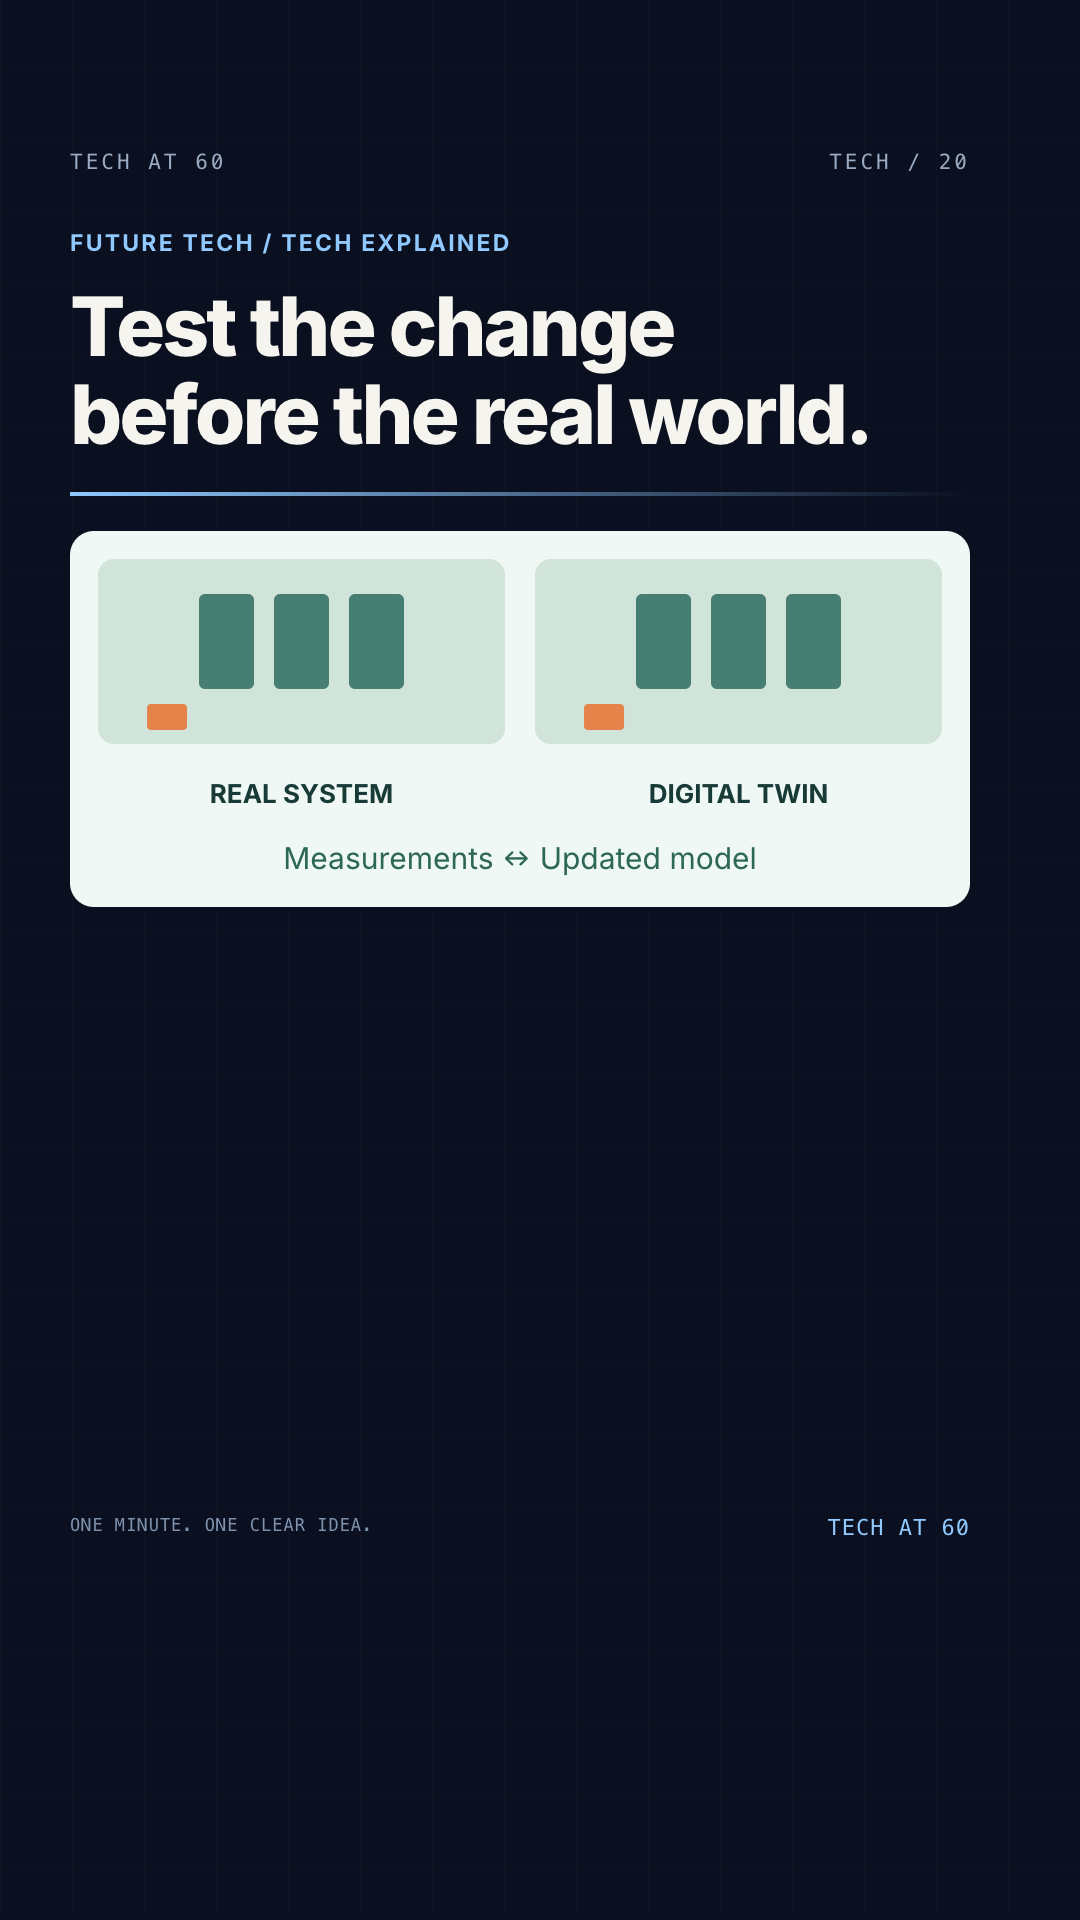 TECH AT 60
TECH / 20
FUTURE TECH / TECH EXPLAINED
Test the change
before the real world.
REAL SYSTEM
DIGITAL TWIN
Measurements ↔ Updated model
ONE MINUTE. ONE CLEAR IDEA.
TECH AT 60